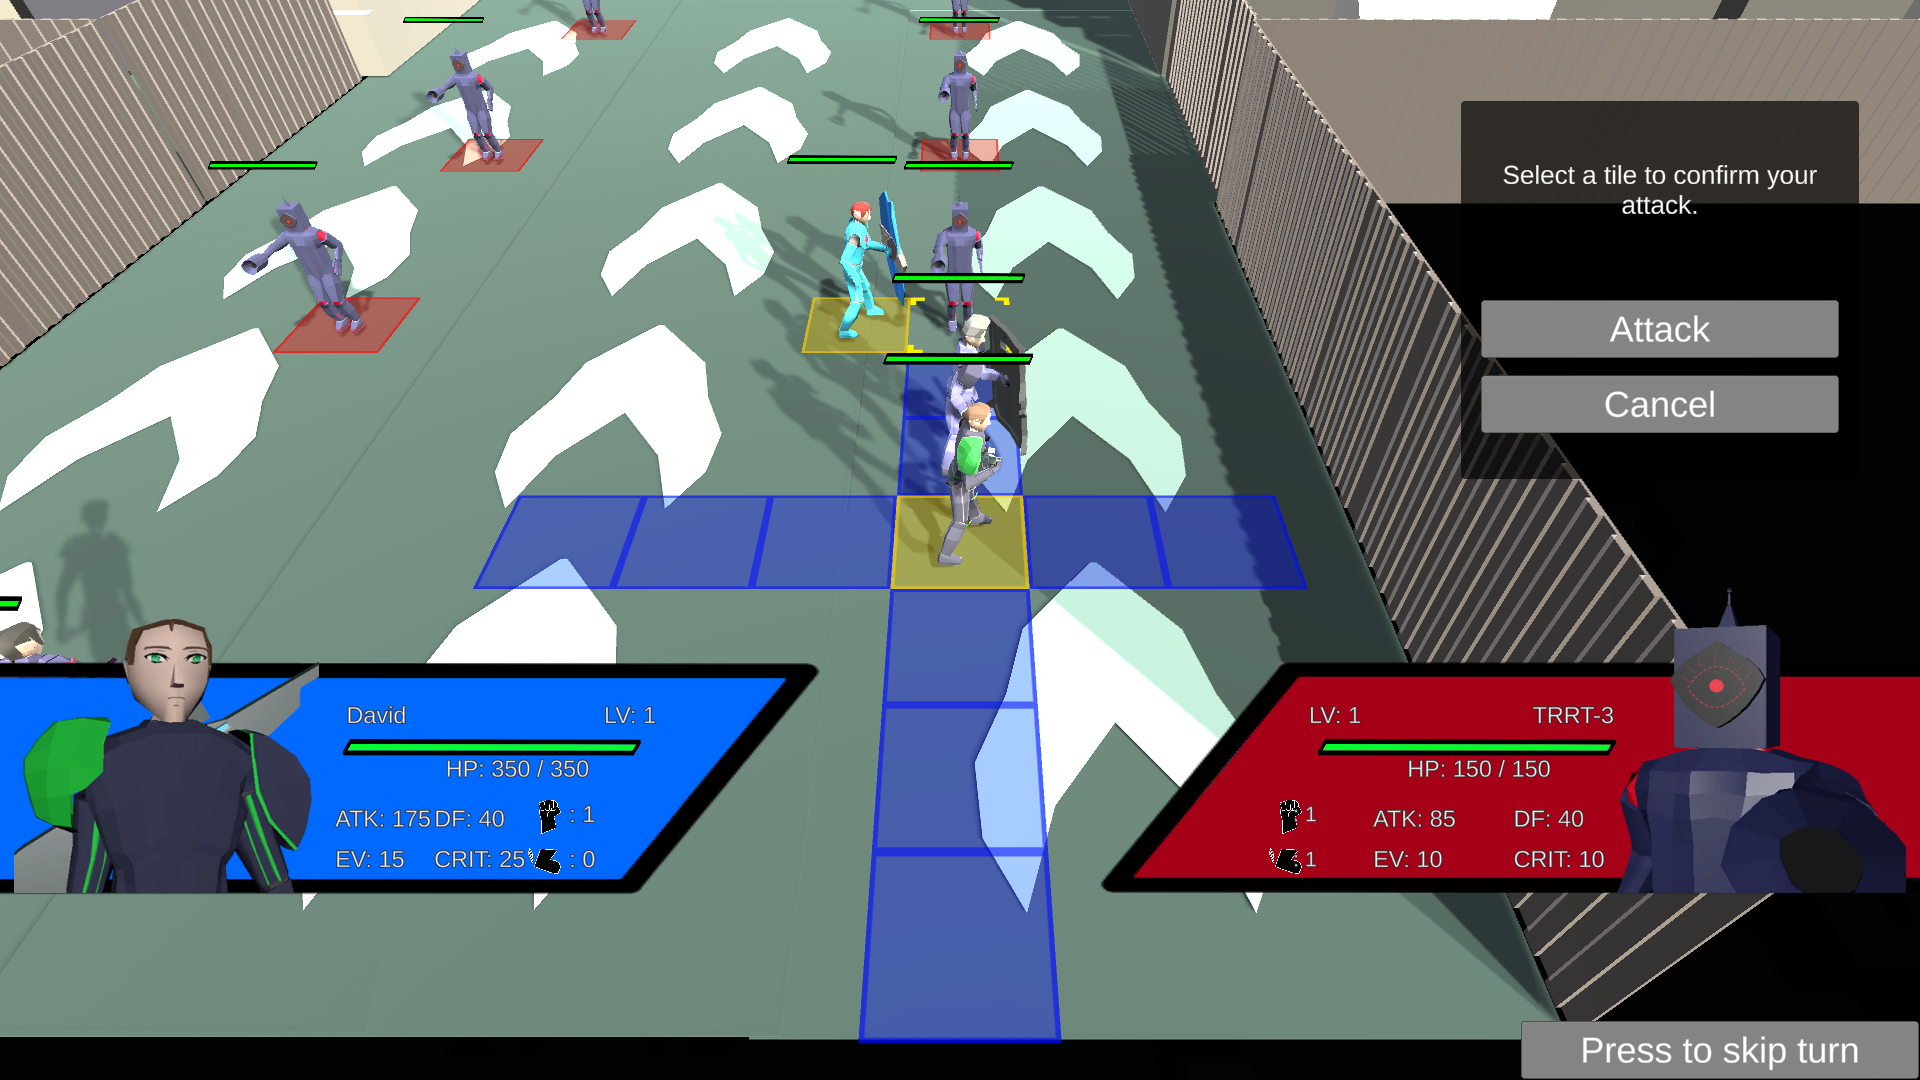 Select a tile to confirm your
attack.
Attack
Cancel
David LV: 1
HP: 350 / 350
ATK: 175 DF: 40 : 1
EV: 15 CRIT: 25 : 0
LV: 1 TRRT-3
HP: 150 / 150
1 ATK: 85 DF: 40
1 EV: 10 CRIT: 10
Press to skip turn